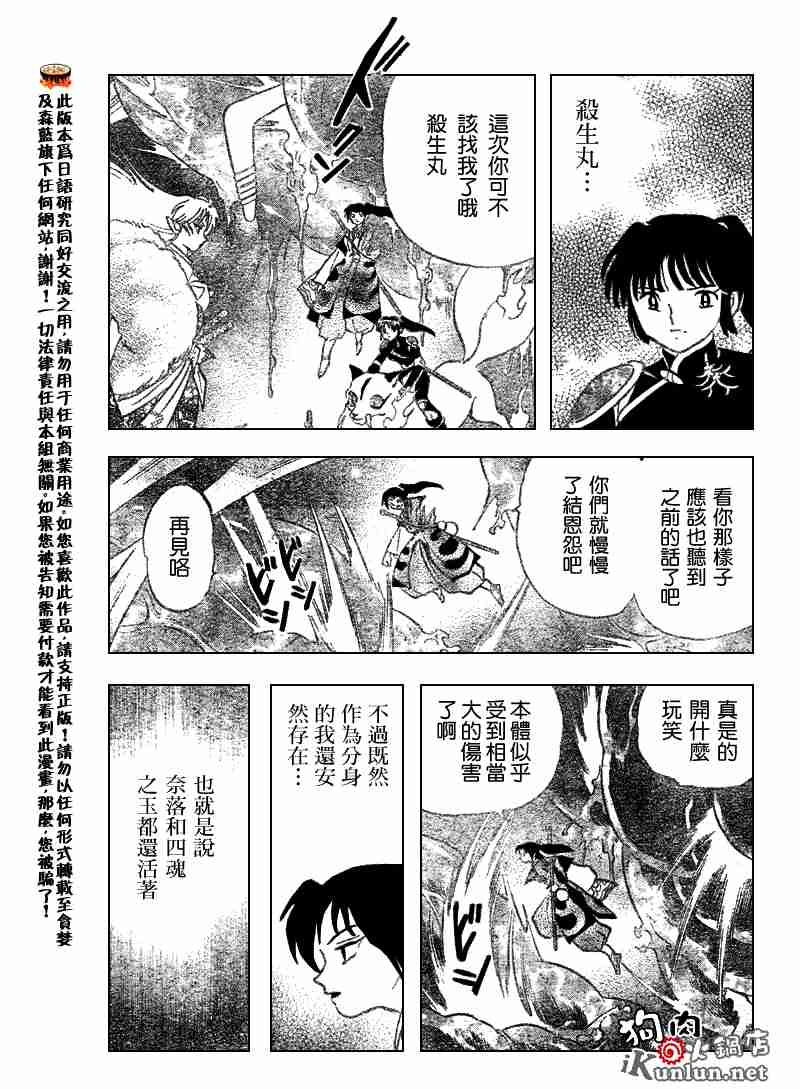 殺生丸…
這次你可不
該找我了哦
殺生丸
看你那樣子
應該也聽到
之前的話了吧
你們就慢慢
了結恩怨吧
再見咯
真是的
開什麼
玩笑
本體似乎
受到相當
大的傷害
了啊
不過既然
作為分身
的我還安
然存在…
也就是說
奈落和四魂
之玉都還活著
此版本爲日語研究同好交流之用，請勿用于任何商業用途。如您喜歡此作品，請支持正版！請勿以任何形式轉載至貪婪
及森藍旗下任何網站，謝謝！一切法律責任與本組無關。如果您被告知需要付款才能看到此漫畫，那麼，您被騙了！
狗肉
火鍋店
iKunlun.net